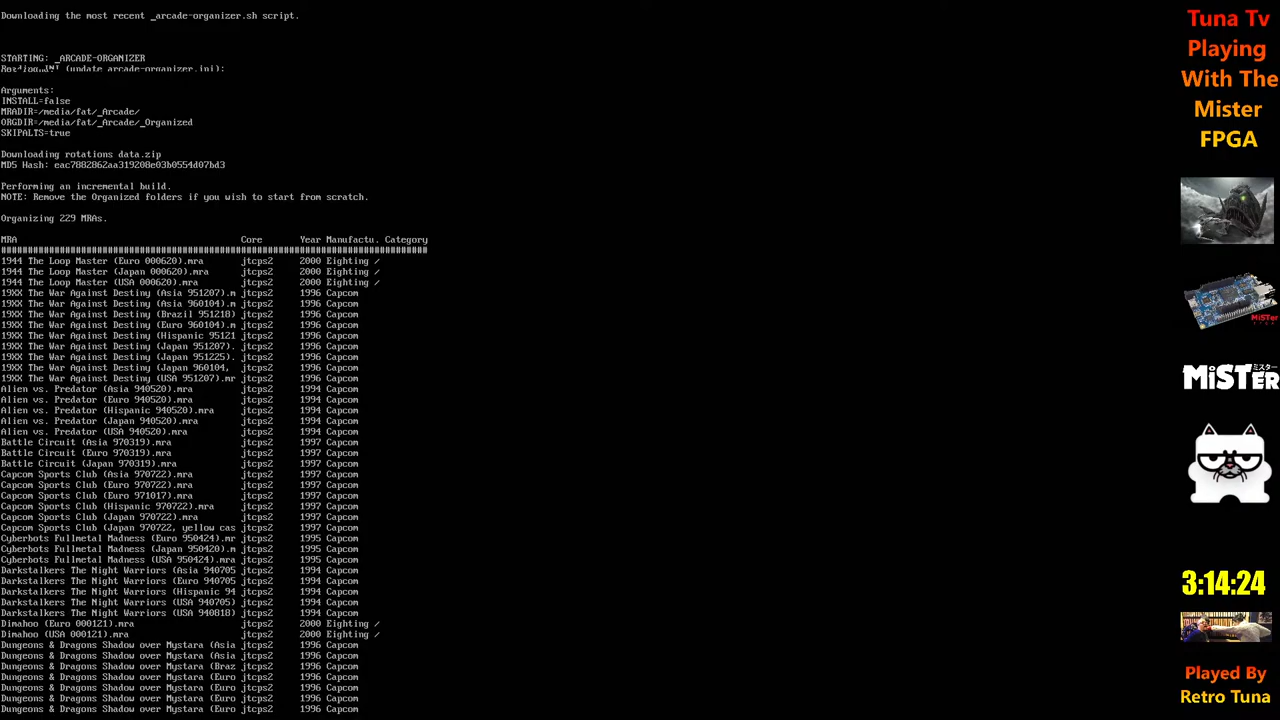 Downloading the most recent _arcade-organizer.sh script.
STARTING: _ARCADE-ORGANIZER
Reading INI (update_arcade-organizer.ini):
Arguments:
INSTALL=false
MRADIR=/media/fat/_Arcade/
ORGDIR=/media/fat/_Arcade/_Organized
SKIPALTS=true
Downloading rotations data.zip
MD5 Hash: eac7882862aa319208e03b0554d07bd3
Performing an incremental build.
NOTE: Remove the Organized folders if you wish to start from scratch.
Organizing 229 MRAs.
MRA Core Year Manufactu. Category
################################################################################
1944 The Loop Master (Euro 000620).mra jtcps2 2000 Eighting /
1944 The Loop Master (Japan 000620).mra jtcps2 2000 Eighting /
1944 The Loop Master (USA 000620).mra jtcps2 2000 Eighting /
19XX The War Against Destiny (Asia 951207).m jtcps2 1996 Capcom
19XX The War Against Destiny (Asia 960104).m jtcps2 1996 Capcom
19XX The War Against Destiny (Brazil 951218) jtcps2 1996 Capcom
19XX The War Against Destiny (Euro 960104).m jtcps2 1996 Capcom
19XX The War Against Destiny (Hispanic 95121 jtcps2 1996 Capcom
19XX The War Against Destiny (Japan 951207). jtcps2 1996 Capcom
19XX The War Against Destiny (Japan 951225). jtcps2 1996 Capcom
19XX The War Against Destiny (Japan 960104, jtcps2 1996 Capcom
19XX The War Against Destiny (USA 951207).mr jtcps2 1996 Capcom
Alien vs. Predator (Asia 940520).mra jtcps2 1994 Capcom
Alien vs. Predator (Euro 940520).mra jtcps2 1994 Capcom
Alien vs. Predator (Hispanic 940520).mra jtcps2 1994 Capcom
Alien vs. Predator (Japan 940520).mra jtcps2 1994 Capcom
Alien vs. Predator (USA 940520).mra jtcps2 1994 Capcom
Battle Circuit (Asia 970319).mra jtcps2 1997 Capcom
Battle Circuit (Euro 970319).mra jtcps2 1997 Capcom
Battle Circuit (Japan 970319).mra jtcps2 1997 Capcom
Capcom Sports Club (Asia 970722).mra jtcps2 1997 Capcom
Capcom Sports Club (Euro 970722).mra jtcps2 1997 Capcom
Capcom Sports Club (Euro 971017).mra jtcps2 1997 Capcom
Capcom Sports Club (Hispanic 970722).mra jtcps2 1997 Capcom
Capcom Sports Club (Japan 970722).mra jtcps2 1997 Capcom
Capcom Sports Club (Japan 970722, yellow cas jtcps2 1997 Capcom
Cyberbots Fullmetal Madness (Euro 950424).mr jtcps2 1995 Capcom
Cyberbots Fullmetal Madness (Japan 950420).m jtcps2 1995 Capcom
Cyberbots Fullmetal Madness (USA 950424).mra jtcps2 1995 Capcom
Darkstalkers The Night Warriors (Asia 940705 jtcps2 1994 Capcom
Darkstalkers The Night Warriors (Euro 940705 jtcps2 1994 Capcom
Darkstalkers The Night Warriors (Hispanic 94 jtcps2 1994 Capcom
Darkstalkers The Night Warriors (USA 940705) jtcps2 1994 Capcom
Darkstalkers The Night Warriors (USA 940818) jtcps2 1994 Capcom
Dimahoo (Euro 000121).mra jtcps2 2000 Eighting /
Dimahoo (USA 000121).mra jtcps2 2000 Eighting /
Dungeons & Dragons Shadow over Mystara (Asia jtcps2 1996 Capcom
Dungeons & Dragons Shadow over Mystara (Asia jtcps2 1996 Capcom
Dungeons & Dragons Shadow over Mystara (Braz jtcps2 1996 Capcom
Dungeons & Dragons Shadow over Mystara (Euro jtcps2 1996 Capcom
Dungeons & Dragons Shadow over Mystara (Euro jtcps2 1996 Capcom
Dungeons & Dragons Shadow over Mystara (Euro jtcps2 1996 Capcom
Dungeons & Dragons Shadow over Mystara (Euro jtcps2 1996 Capcom
Tuna Tv
Playing
With The
Mister
FPGA
MiSTer
FPGA
ミスター
MiSTer
3:14:24
Played By
Retro Tuna